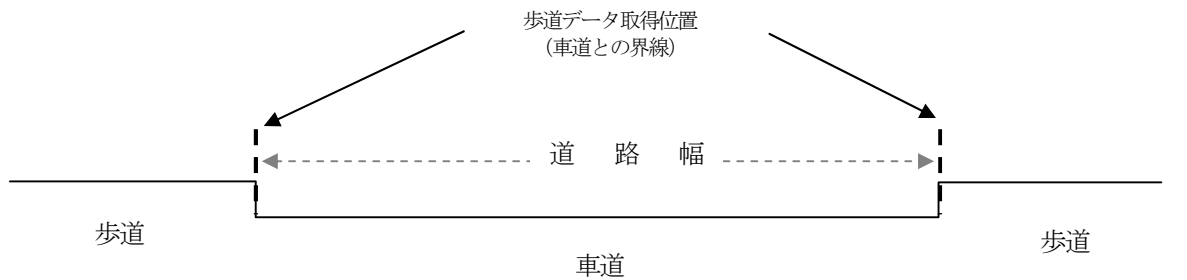 歩道データ取得位置
(車道との界線)
道 路 幅
歩道
歩道
車道